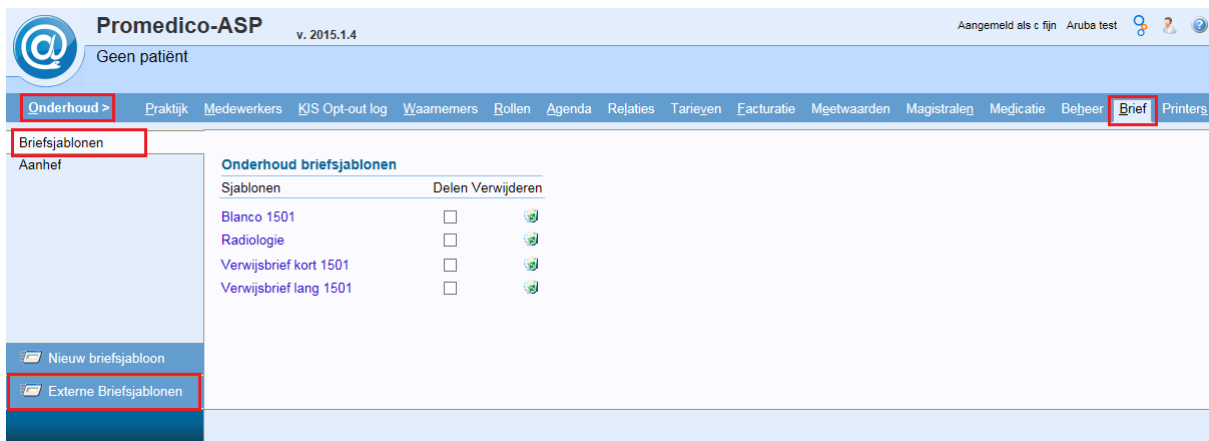 Promedico-ASP v. 2015.1.4 Aangemeld als c fijn Aruba test
Geen patiënt
Onderhoud > Praktijk Medewerkers KIS Opt-out log Waarnemers Rollen Agenda Relaties Tarieven Facturatie Meetwaarden Magistralen Medicatie Beheer Brief Printers
Briefsjablonen
Aanhef
Onderhoud briefsjablonen
Sjablonen Delen Verwijderen
Blanco 1501
Radiologie
Verwijsbrief kort 1501
Verwijsbrief lang 1501
Nieuw briefsjabloon
Externe Briefsjablonen